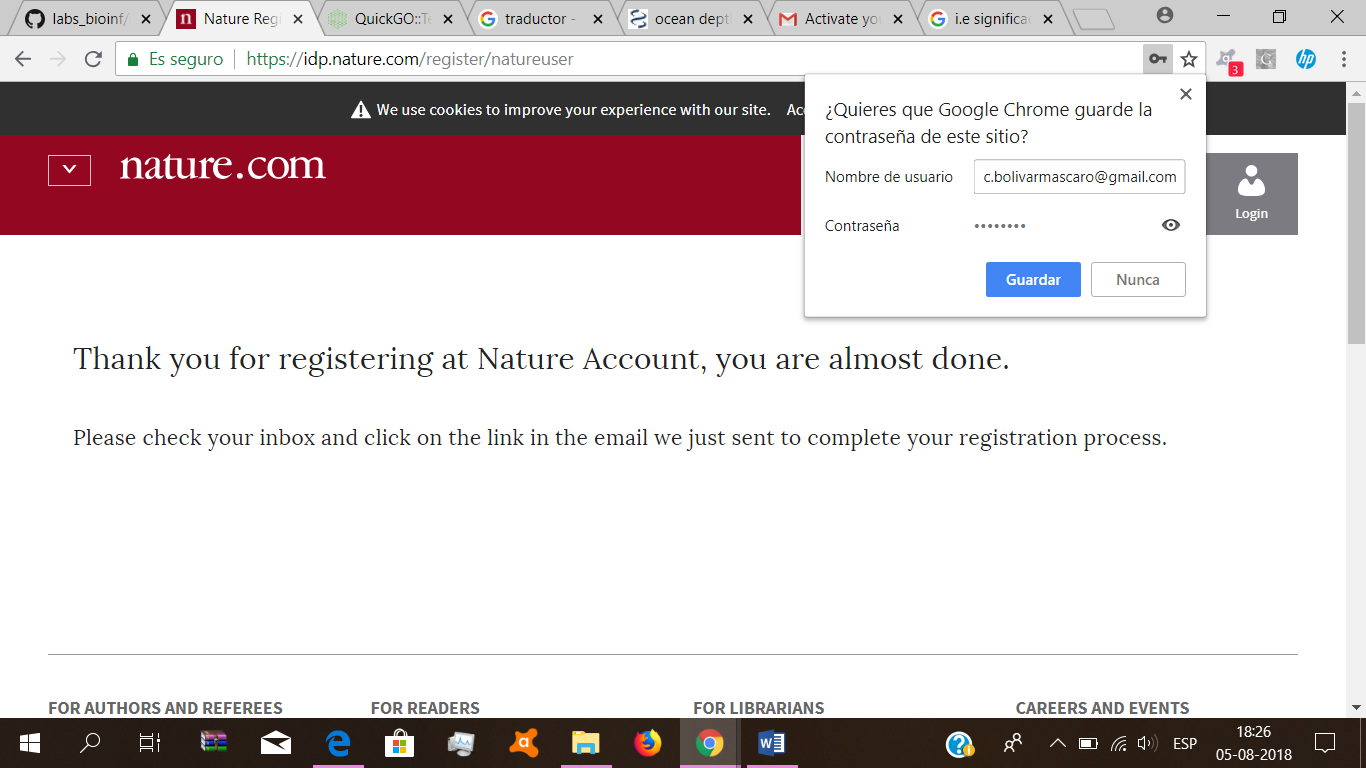 labs_bioinf/
Nature Regi
QuickGO::Te
traductor -
ocean dept
Activate you
i.e significa
Es seguro
https://idp.nature.com/register/natureuser
3
hp
We use cookies to improve your experience with our site.
Acc
nature.com
Login
¿Quieres que Google Chrome guarde la
contraseña de este sitio?
Nombre de usuario
c.bolivarmascaro@gmail.com
Contraseña
••••••••
Guardar
Nunca
Thank you for registering at Nature Account, you are almost done.
Please check your inbox and click on the link in the email we just sent to complete your registration process.
FOR AUTHORS AND REFEREES
FOR READERS
FOR LIBRARIANS
CAREERS AND EVENTS
ESP
18:26
05-08-2018